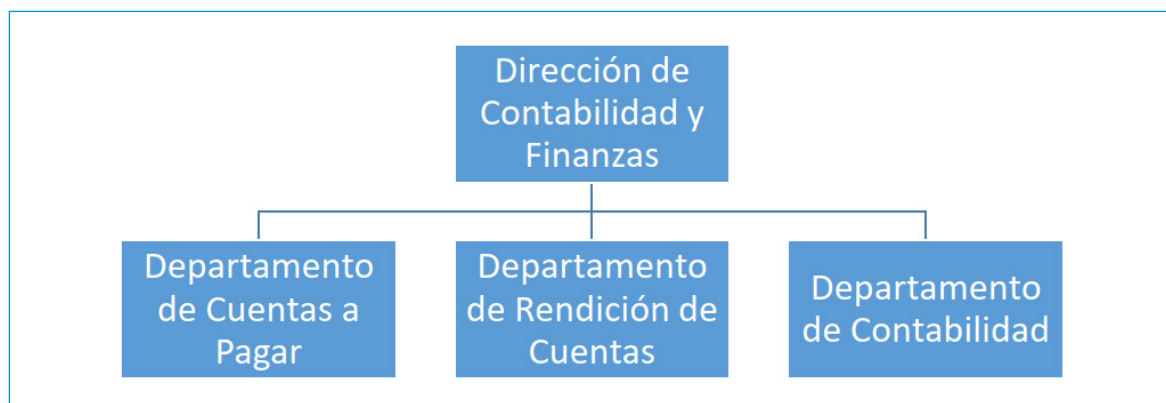 Dirección de
Contabilidad y
Finanzas
Departamento
de Cuentas a
Pagar
Departamento
de Rendición de
Cuentas
Departamento
de Contabilidad